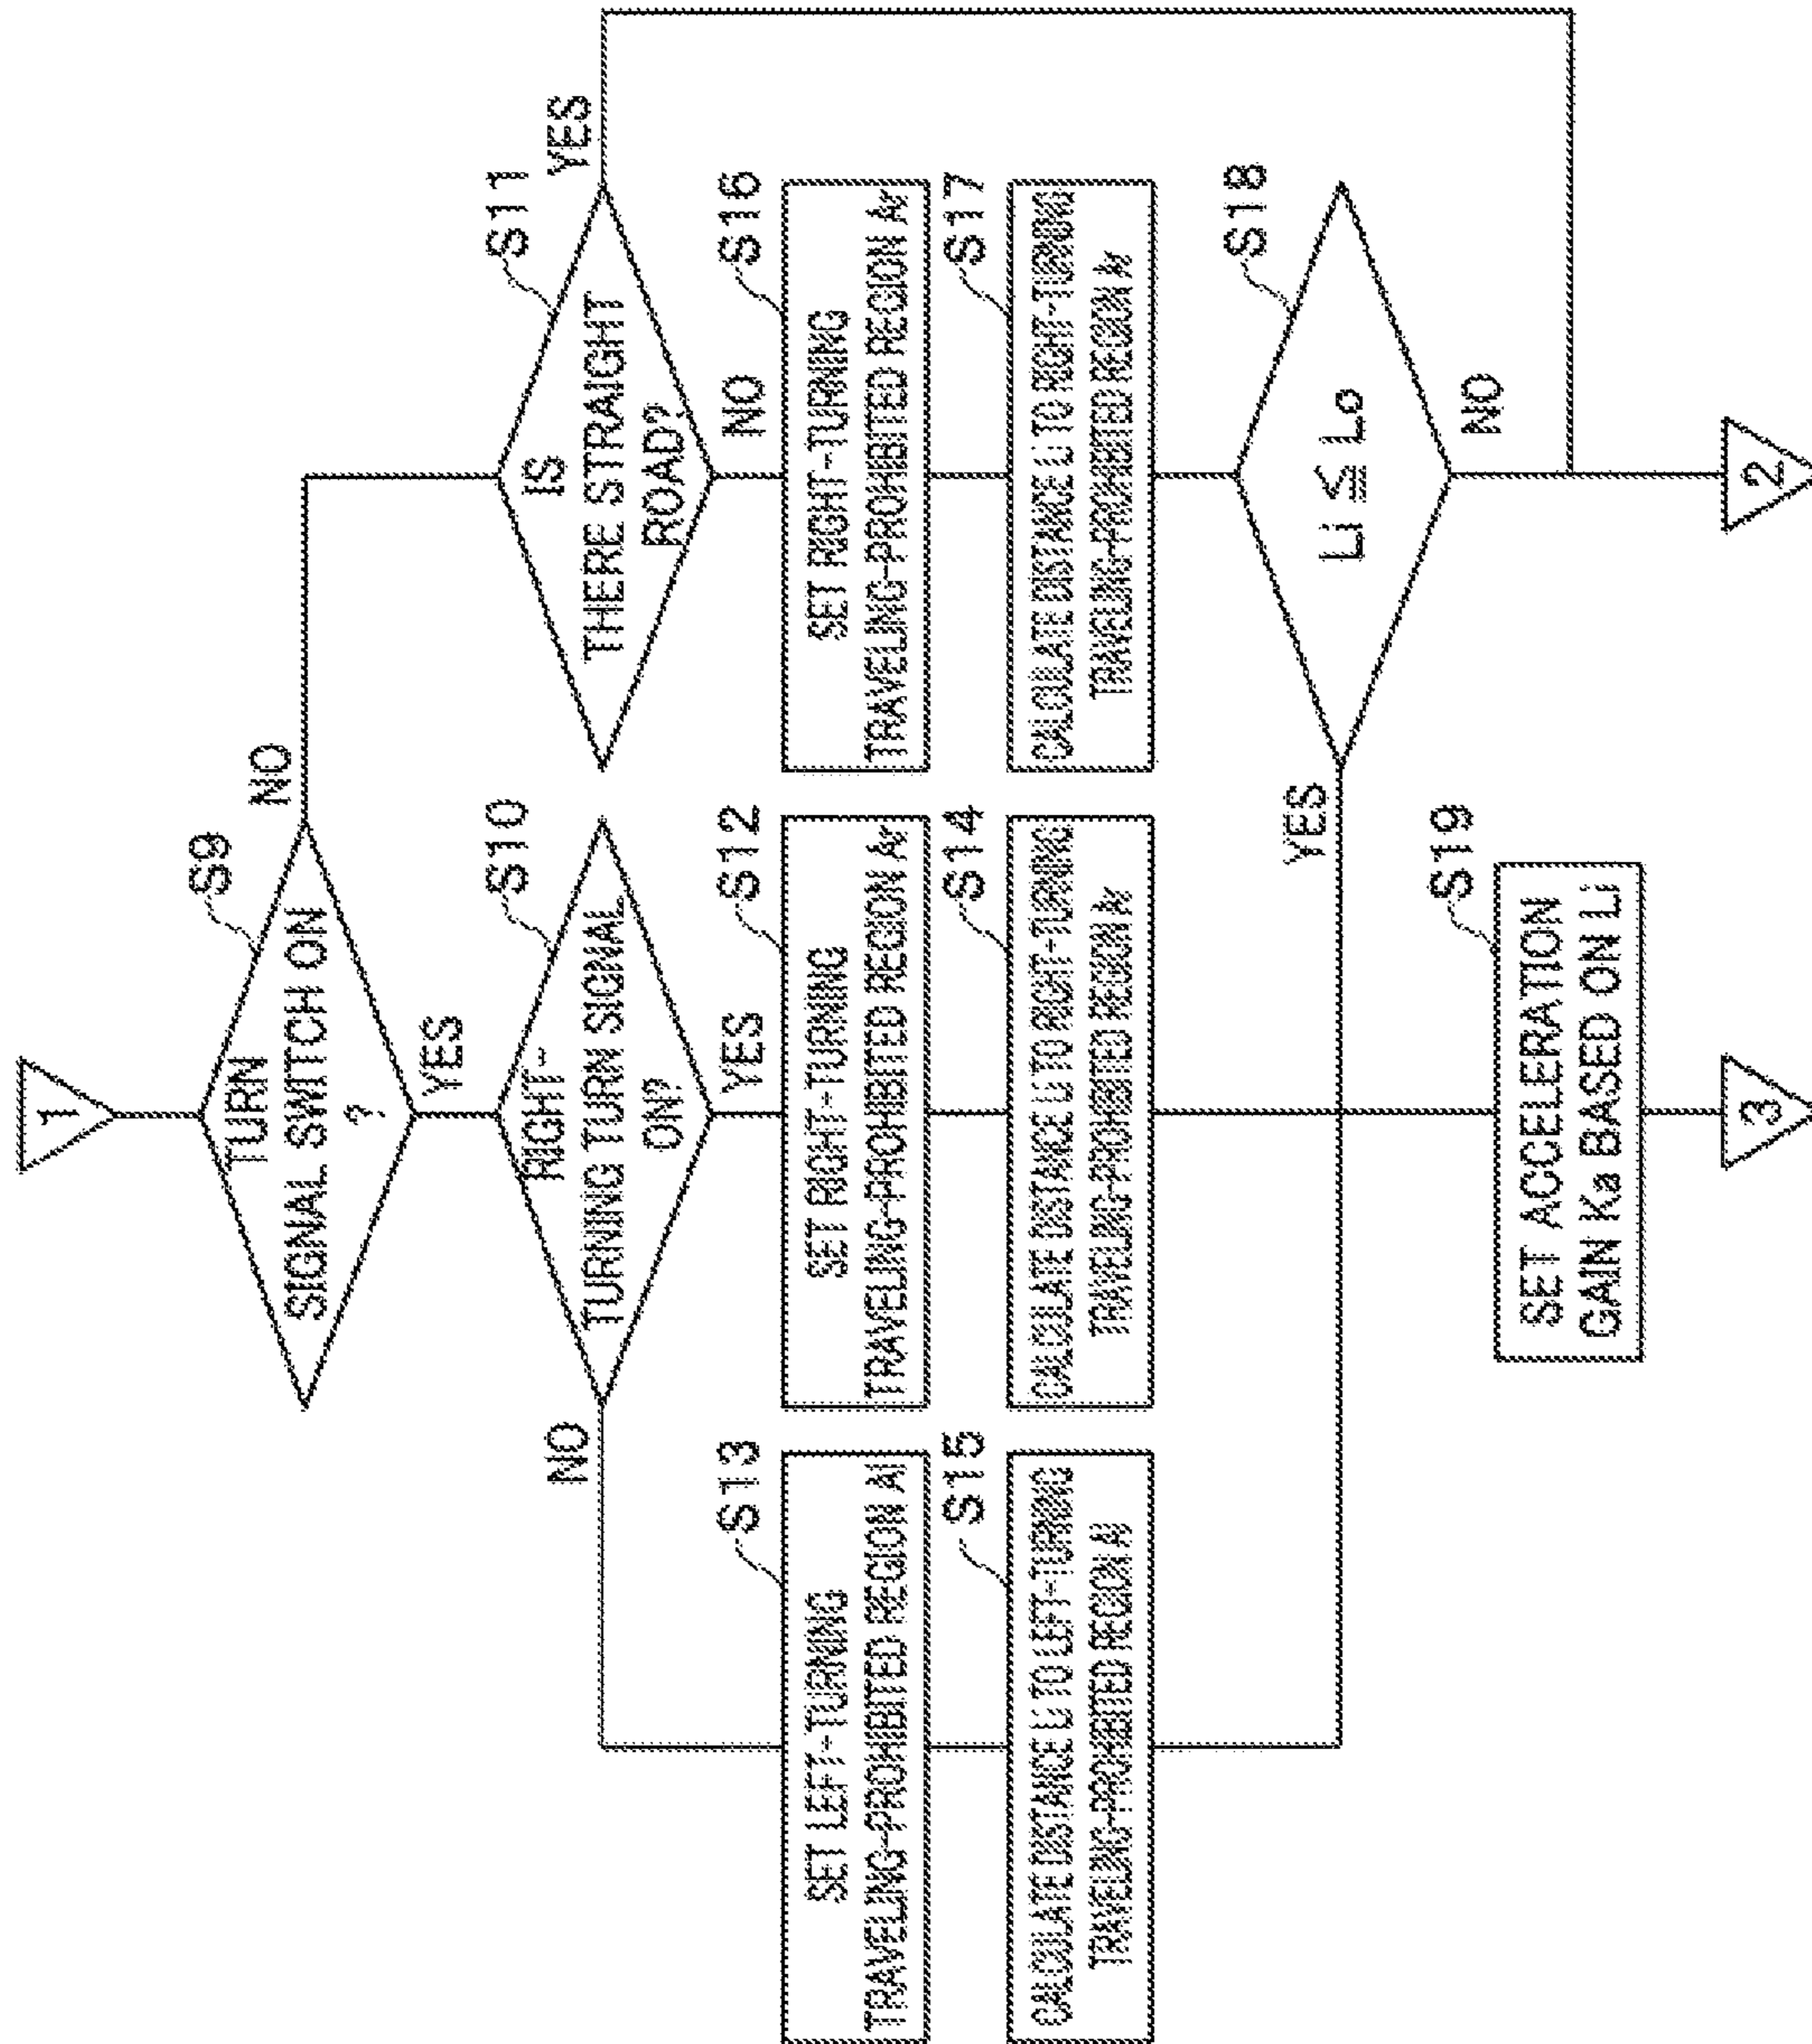 1
TURN
SIGNAL SWITCH ON
?
S9
NO
YES
RIGHT-
TURNING TURN SIGNAL
ON?
S10
NO
YES
IS
THERE STRAIGHT
ROAD?
S11
YES
NO
SET LEFT-TURNING
TRAVELING-PROHIBITED REGION Al
S13
SET RIGHT-TURNING
TRAVELING-PROHIBITED REGION Ar
S12
SET RIGHT-TURNING
TRAVELING-PROHIBITED REGION Ar
S16
CALCULATE DISTANCE Li TO LEFT-TURNING
TRAVELING-PROHIBITED REGION Al
S15
CALCULATE DISTANCE Li TO RIGHT-TURNING
TRAVELING-PROHIBITED REGION Ar
S14
CALCULATE DISTANCE Li TO RIGHT-TURNING
TRAVELING-PROHIBITED REGION Ar
S17
Li ≦ Lo
S18
YES
NO
SET ACCELERATION
GAIN Ka BASED ON Li
S19
3
2